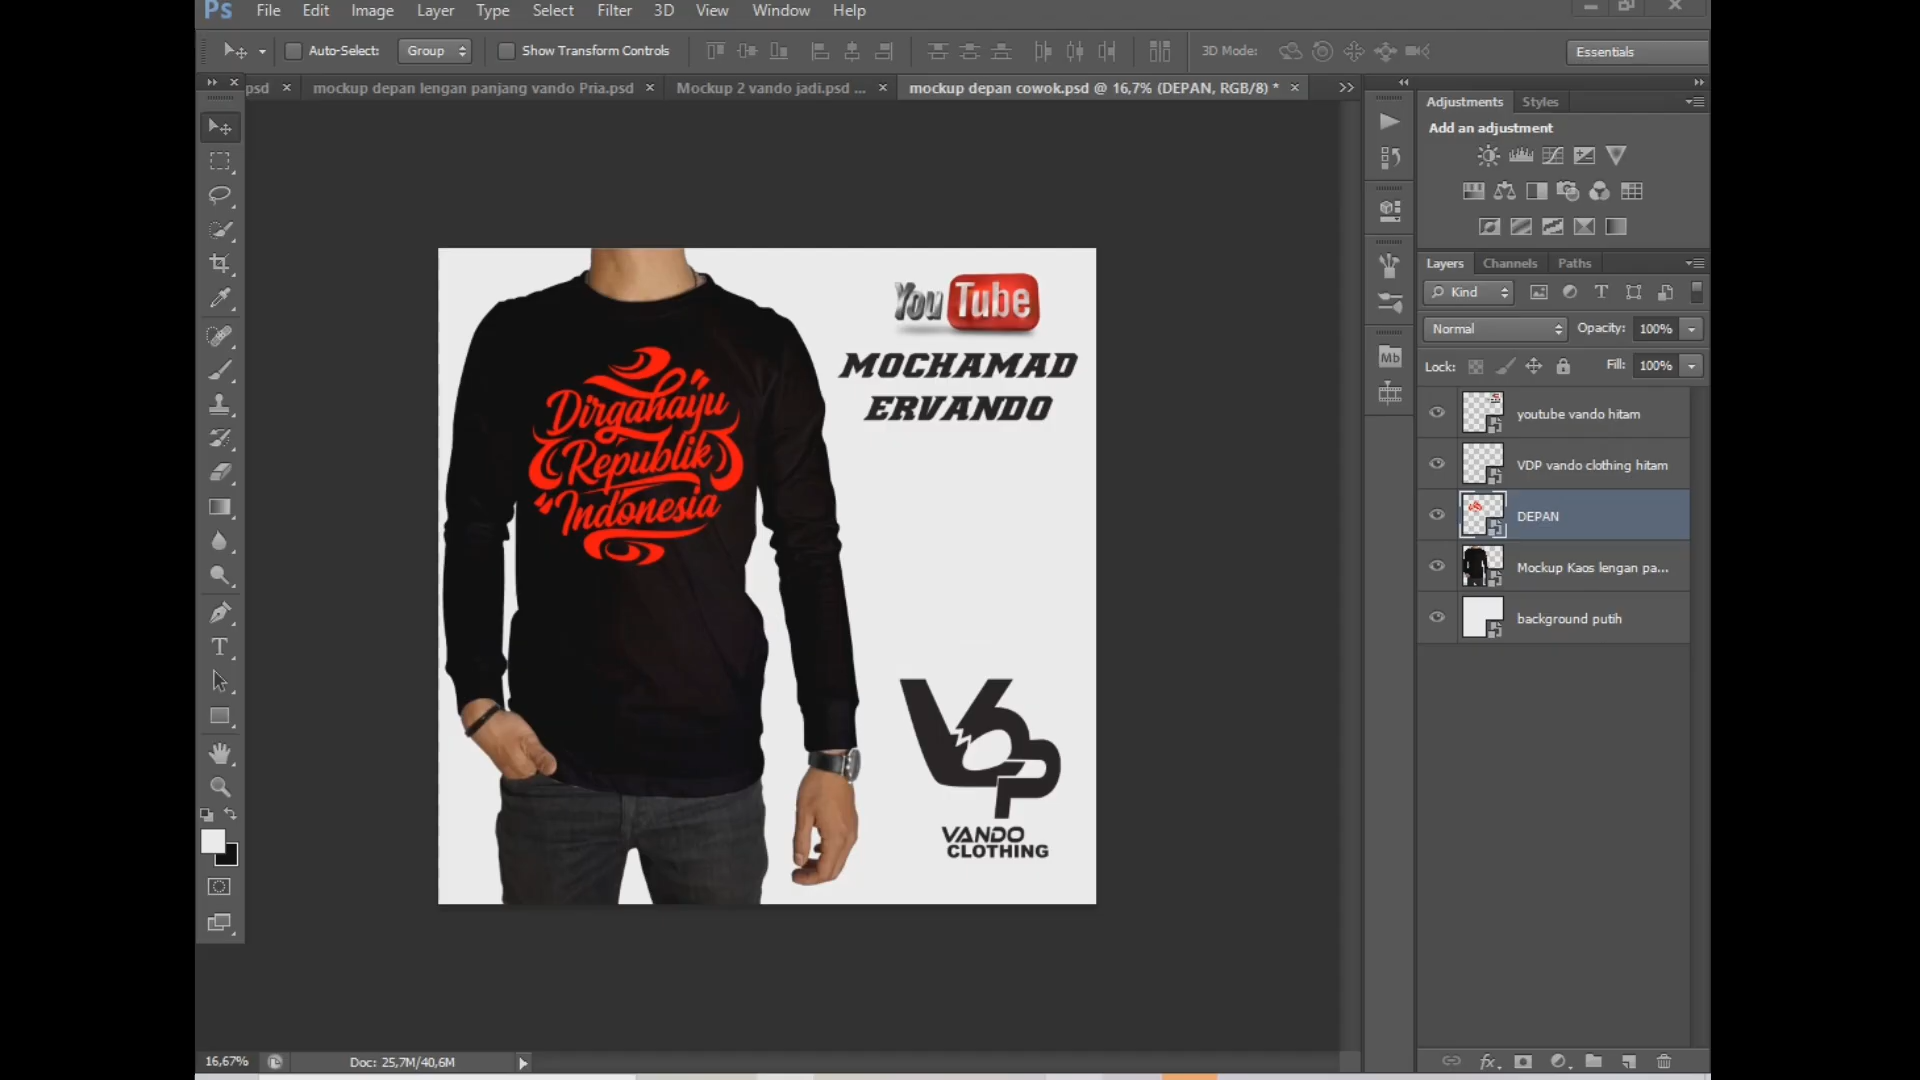 Ps File Edit Image Layer Type Select Filter 3D View Window Help
Auto-Select: Group Show Transform Controls 3D Mode: Essentials
psd mockup depan lengan panjang vando Pria.psd Mockup 2 vando jadi.psd ... mockup depan cowok.psd @ 16,7% (DEPAN, RGB/8) *
Adjustments Styles
Add an adjustment
Layers Channels Paths
Kind
Normal Opacity: 100%
Lock: Fill: 100%
Mb
youtube vando hitam
VDP vando clothing hitam
DEPAN
Mockup Kaos lengan pa...
background putih
YouTube
MOCHAMAD
ERVANDO
Dirgahayu
Republik
Indonesia
VANDO
CLOTHING
16,67% Doc: 25,7M/40,6M
fx